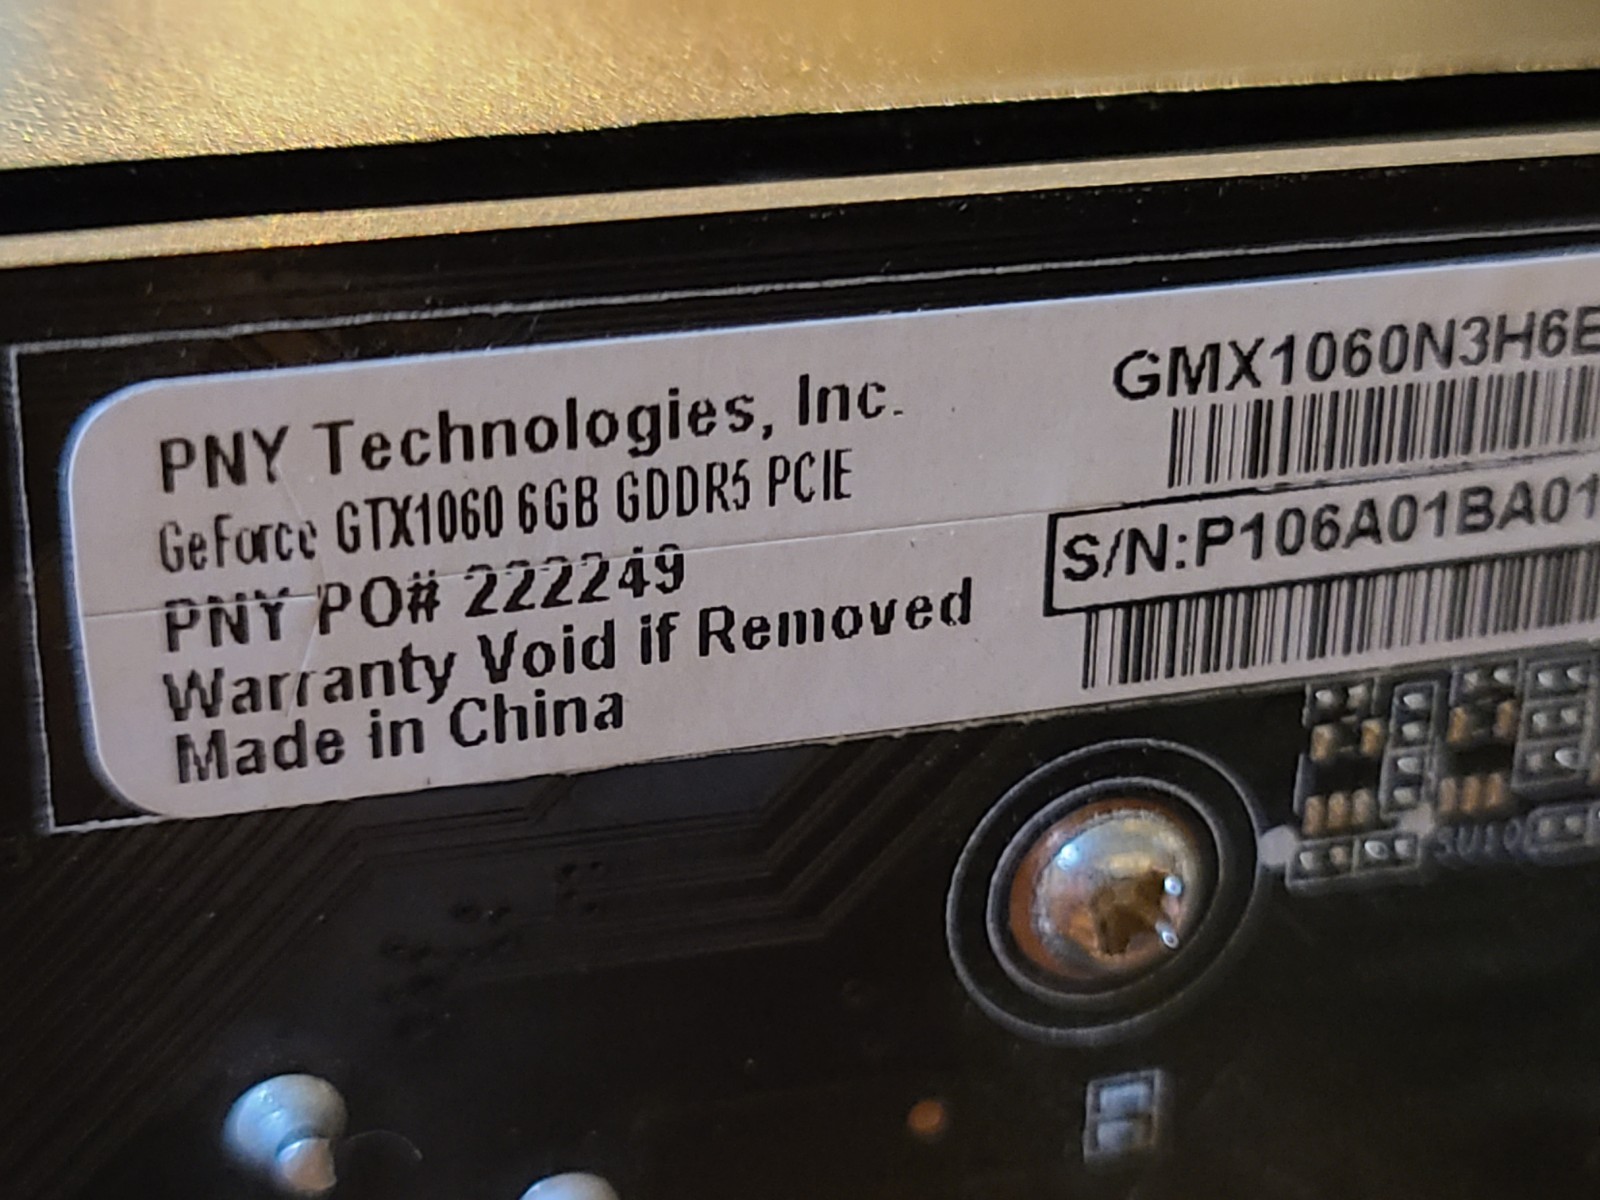 PNY Technologies, Inc.
GeForce GTX1060 6GB GDDR5 PCIE
PNY PO# 222249
Warranty Void if Removed
Made in China
GMX1060N3H6E
S/N:P106A01BA01